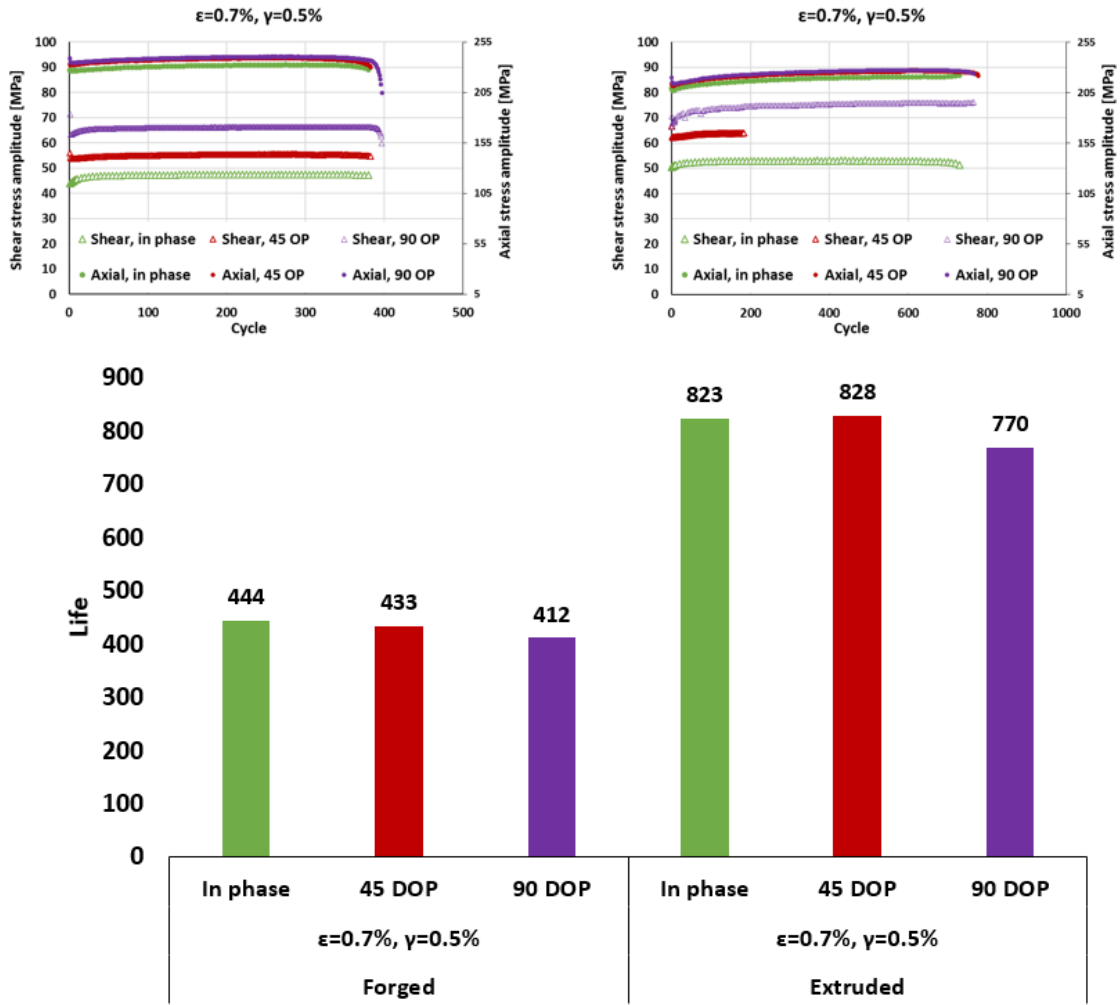 ε=0.7%, γ=0.5%
Shear stress amplitude [MPa]
100
90
80
70
60
50
40
30
20
10
0
255
205
155
105
55
5
Axial stress amplitude [MPa]
Shear, in phase Shear, 45 OP Shear, 90 OP
Axial, in phase Axial, 45 OP Axial, 90 OP
0 100 200 300 400 500
Cycle
ε=0.7%, γ=0.5%
Shear stress amplitude [MPa]
100
90
80
70
60
50
40
30
20
10
0
255
205
155
105
55
5
Axial stress amplitude [MPa]
Shear, in phase Shear, 45 OP Shear, 90 OP
Axial, in phase Axial, 45 OP Axial, 90 OP
0 200 400 600 800 1000
Cycle
Life
900
800
700
600
500
400
300
200
100
0
444 433 412 823 828 770
In phase 45 DOP 90 DOP In phase 45 DOP 90 DOP
ε=0.7%, γ=0.5% ε=0.7%, γ=0.5%
Forged Extruded